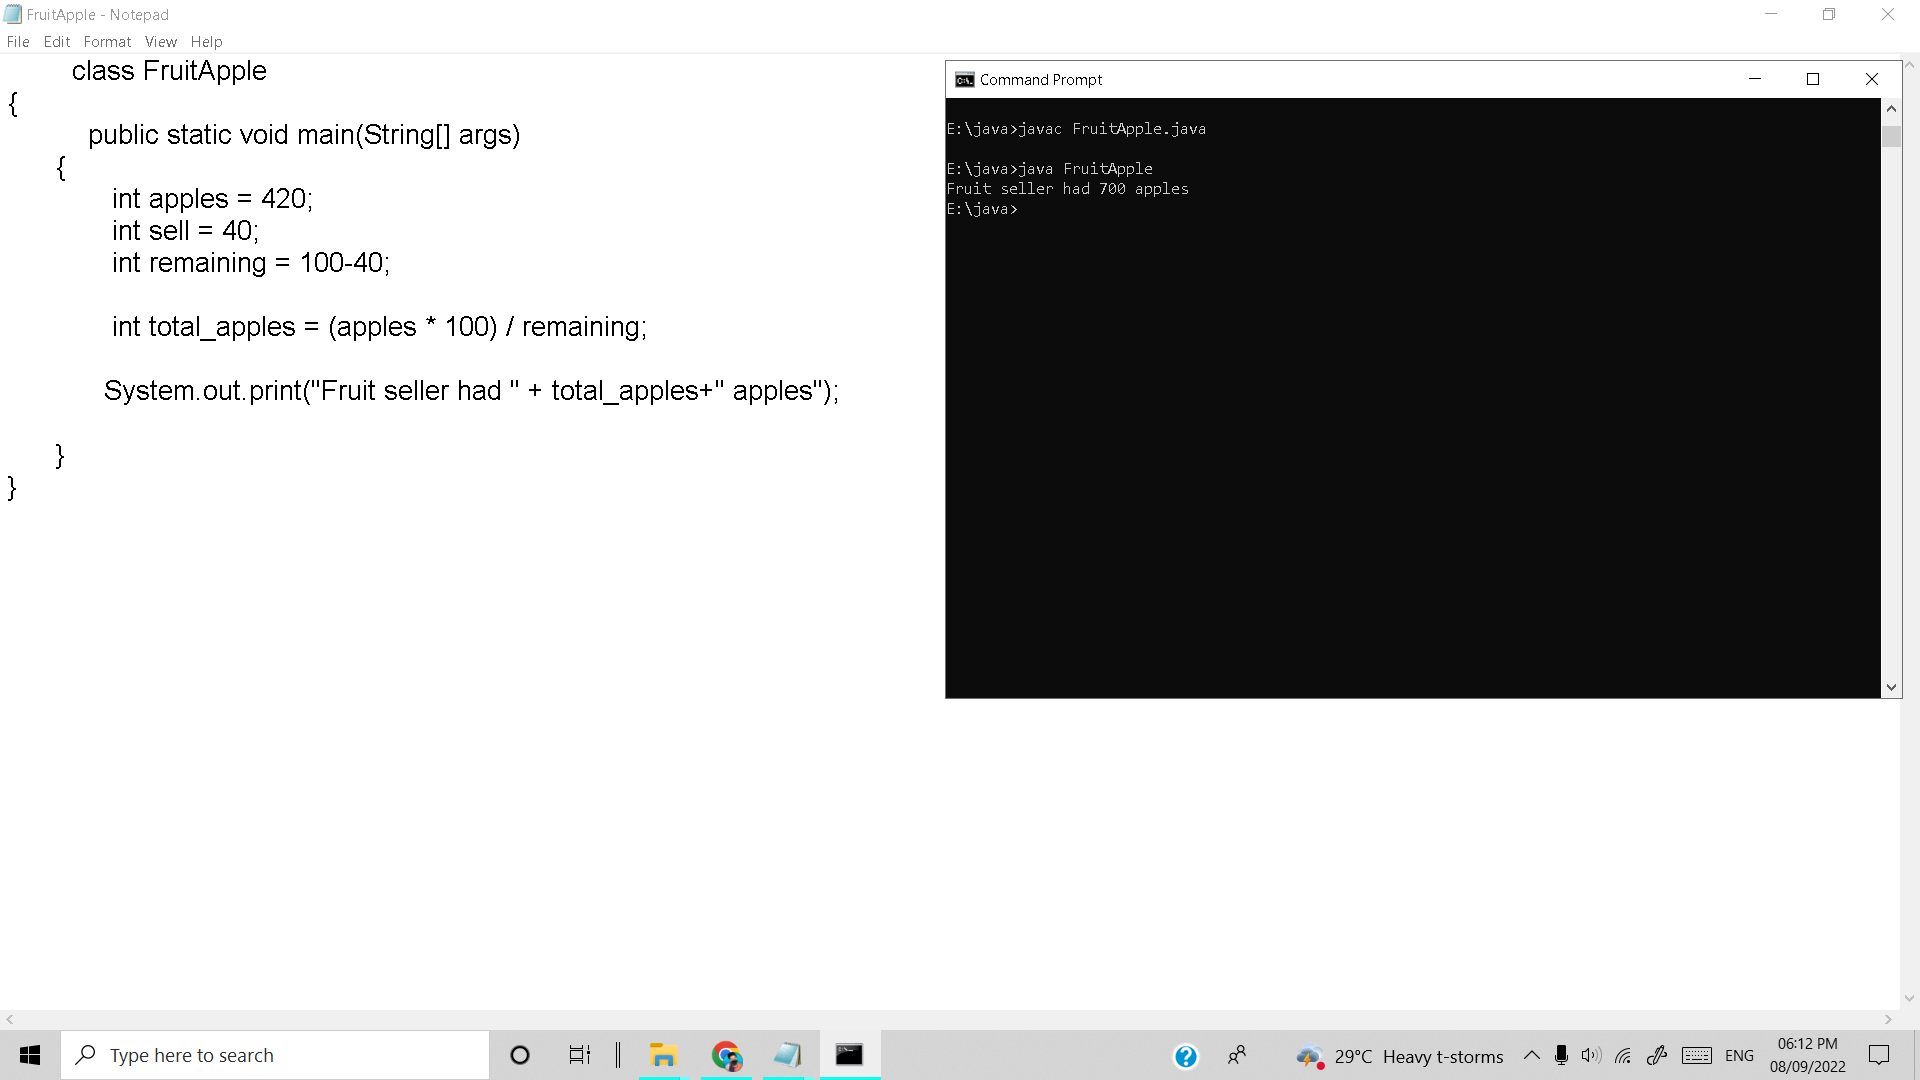 FruitApple - Notepad
File Edit Format View Help
class FruitApple
{
public static void main(String[] args)
{
int apples = 420;
int sell = 40;
int remaining = 100-40;
int total_apples = (apples * 100) / remaining;
System.out.print("Fruit seller had " + total_apples+" apples");
}
}
Command Prompt
E:\java>javac FruitApple.java
E:\java>java FruitApple
Fruit seller had 700 apples
E:\java>
Type here to search
29°C Heavy t-storms
ENG
06:12 PM
08/09/2022